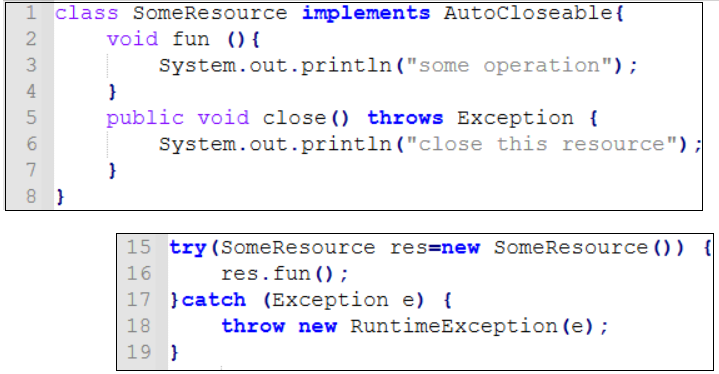 1 class SomeResource implements AutoCloseable{
2 void fun (){
3 System.out.println("some operation");
4 }
5 public void close() throws Exception {
6 System.out.println("close this resource");
7 }
8 }
15 try(SomeResource res=new SomeResource()) {
16 res.fun();
17 }catch (Exception e) {
18 throw new RuntimeException(e);
19 }